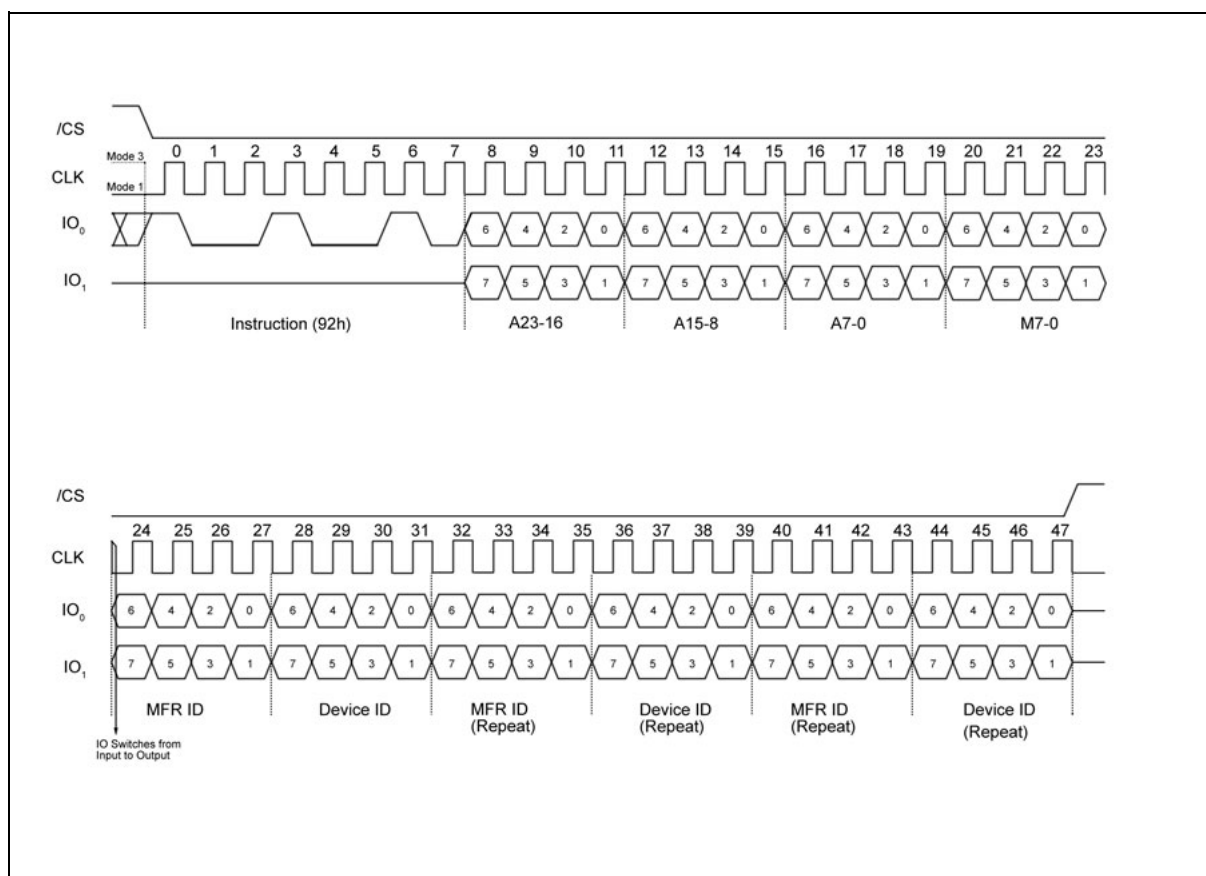 /CS
Mode 3 0 1 2 3 4 5 6 7 8 9 10 11 12 13 14 15 16 17 18 19 20 21 22 23
CLK
Mode 1
IO0 6 4 2 0 6 4 2 0 6 4 2 0 6 4 2 0
IO1 7 5 3 1 7 5 3 1 7 5 3 1 7 5 3 1
Instruction (92h) A23-16 A15-8 A7-0 M7-0
/CS
24 25 26 27 28 29 30 31 32 33 34 35 36 37 38 39 40 41 42 43 44 45 46 47
CLK
IO0 6 4 2 0 6 4 2 0 6 4 2 0 6 4 2 0 6 4 2 0 6 4 2 0
IO1 7 5 3 1 7 5 3 1 7 5 3 1 7 5 3 1 7 5 3 1 7 5 3 1
MFR ID Device ID MFR ID Device ID MFR ID Device ID
(Repeat) (Repeat) (Repeat) (Repeat)
IO Switches from
Input to Output